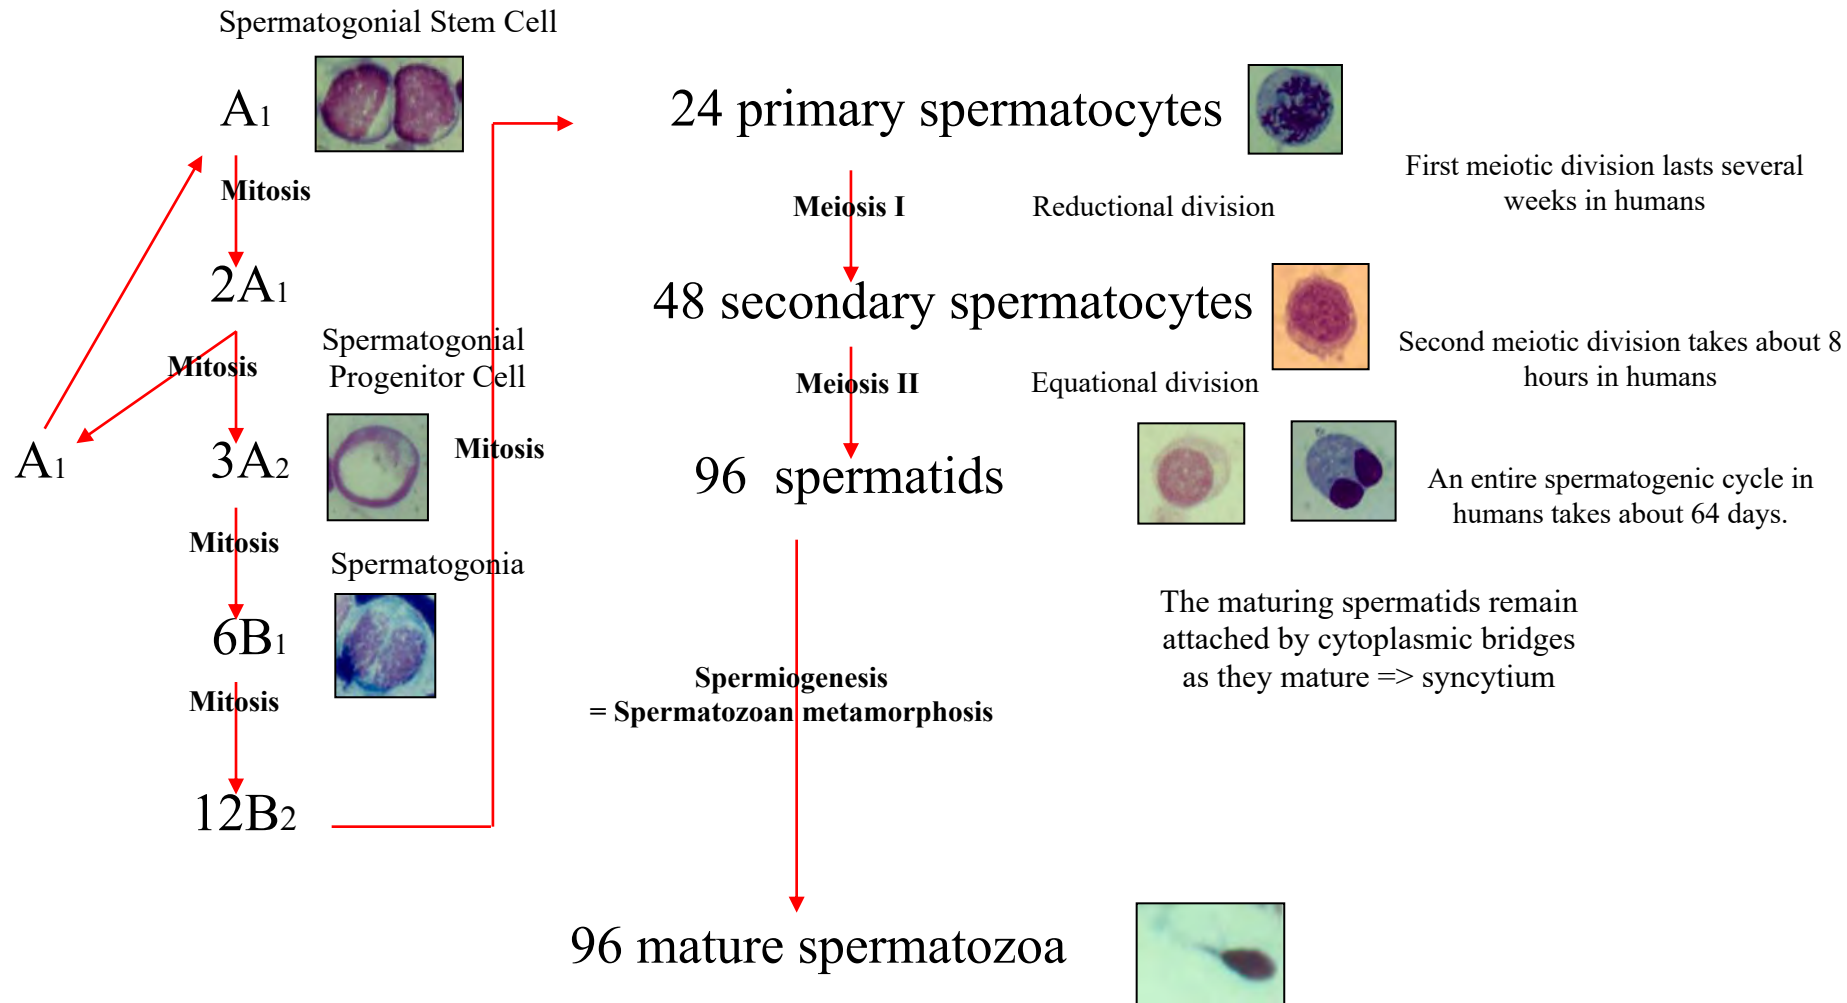 Spermatogonial Stem Cell
A1
Mitosis
2A1
Mitosis
Spermatogonial
Progenitor Cell
A1
3A2
Mitosis
Mitosis
Spermatogonia
6B1
Mitosis
12B2
24 primary spermatocytes
Meiosis I
Reductional division
First meiotic division lasts several
weeks in humans
48 secondary spermatocytes
Meiosis II
Equational division
Second meiotic division takes about 8
hours in humans
96 spermatids
An entire spermatogenic cycle in
humans takes about 64 days.
The maturing spermatids remain
attached by cytoplasmic bridges
as they mature => syncytium
Spermiogenesis
= Spermatozoan metamorphosis
96 mature spermatozoa